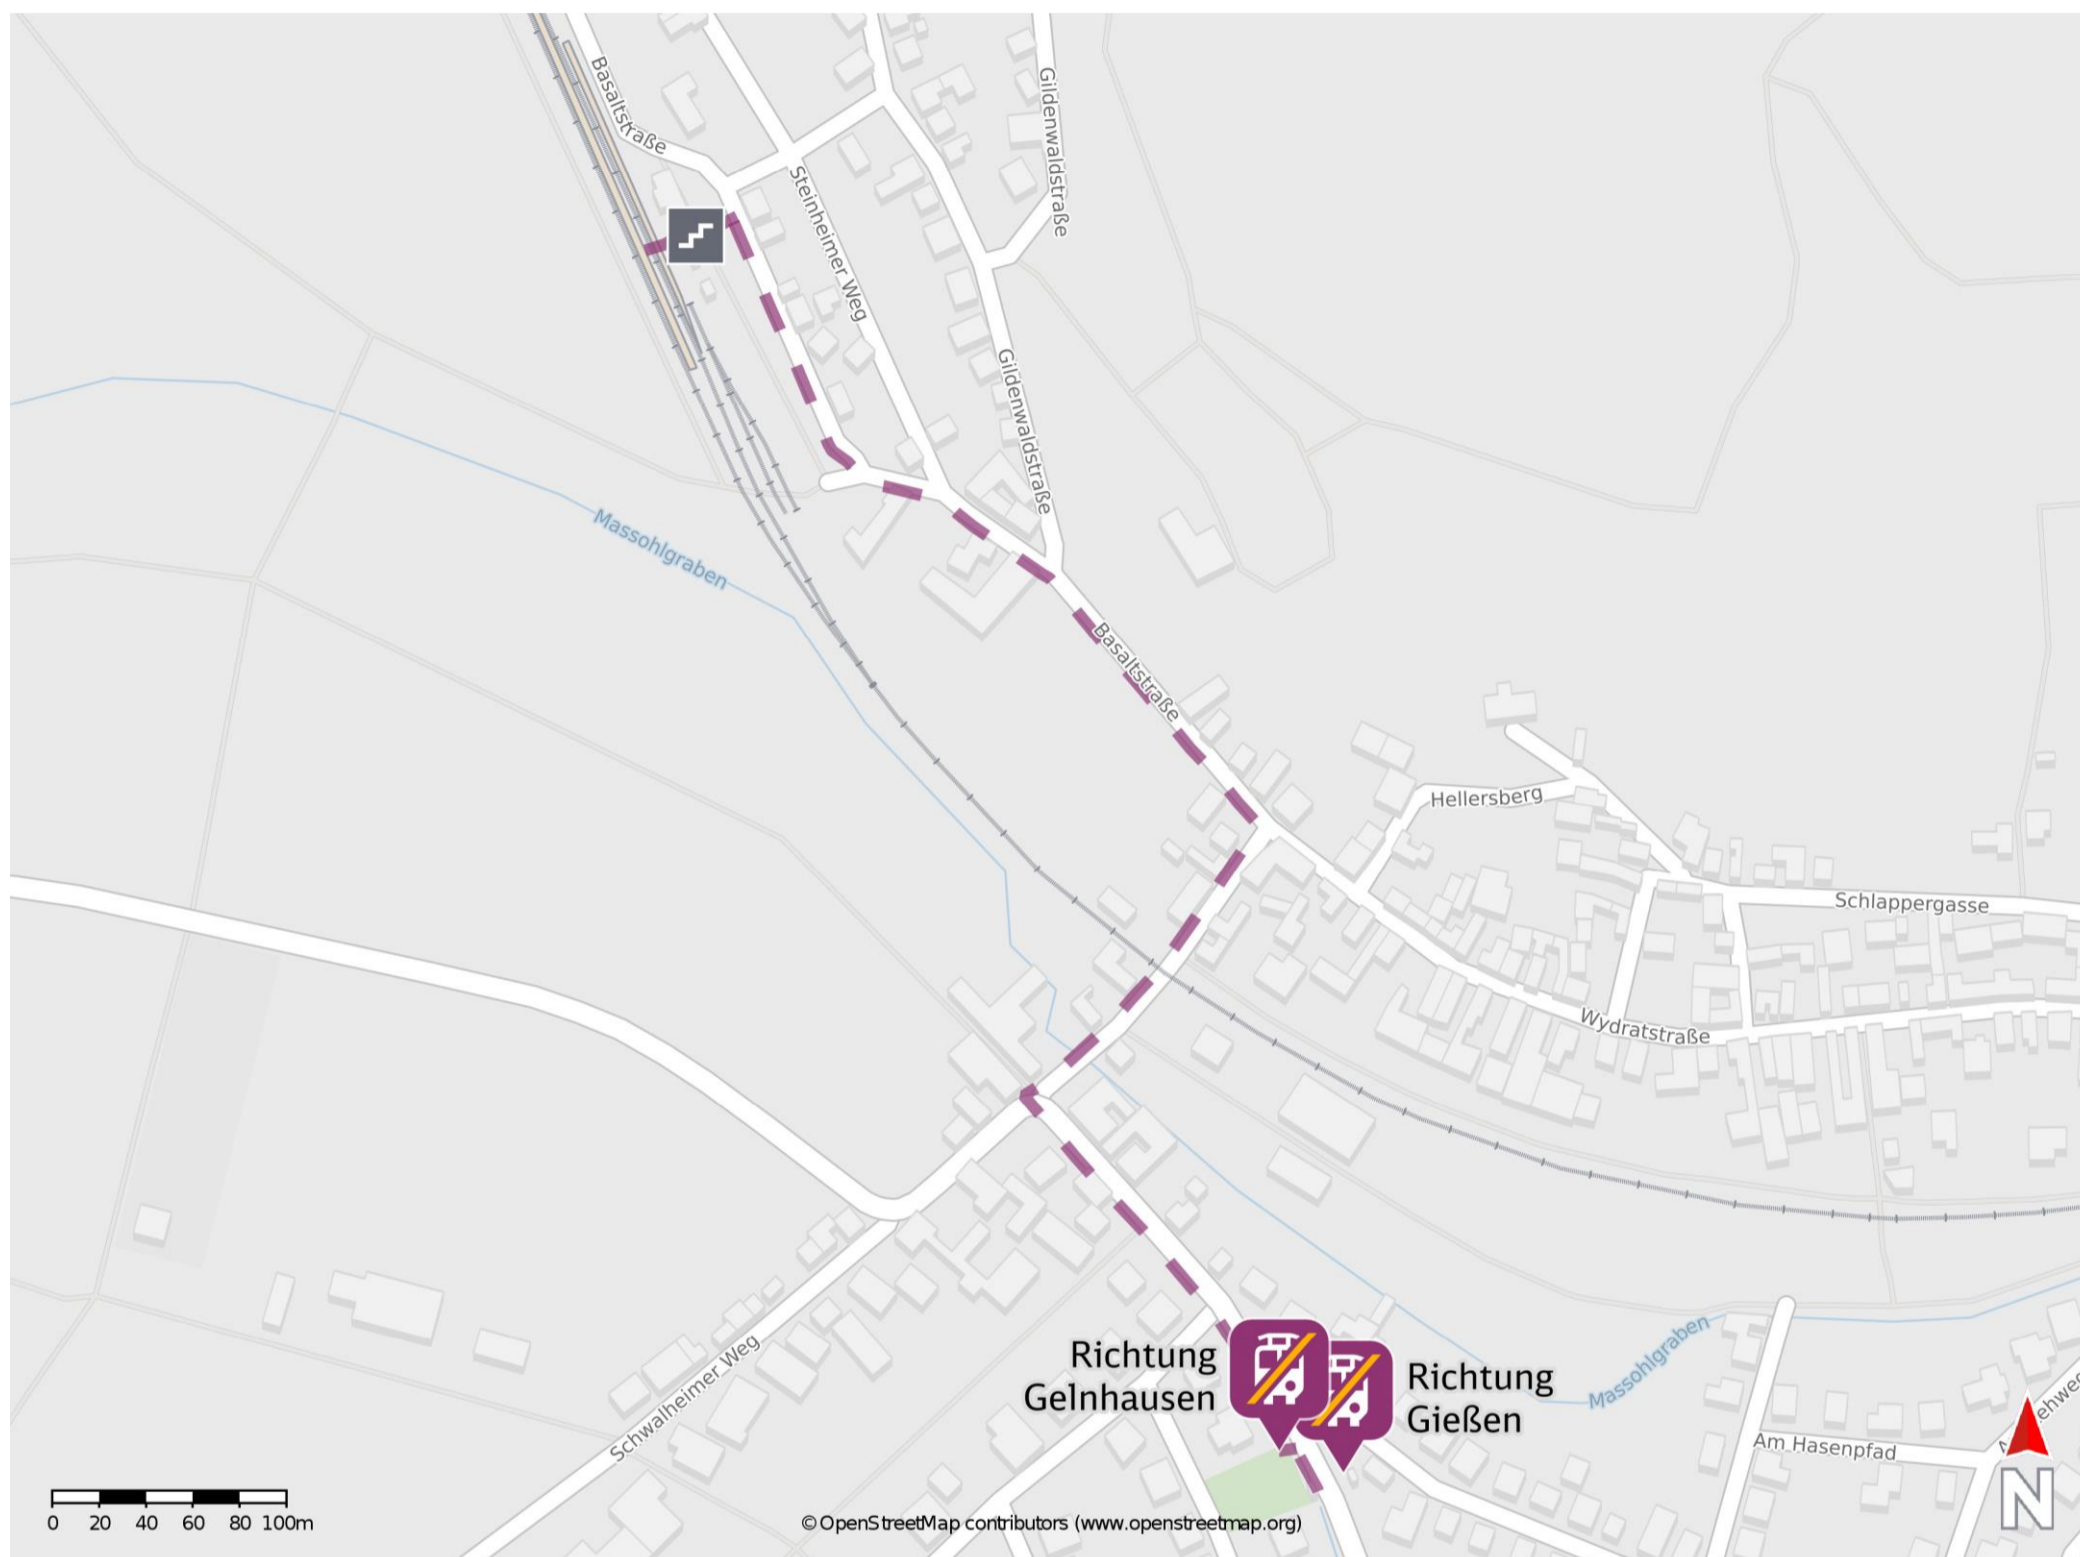 Basaltstraße
Gildenwaldstraße
Steinheimer Weg
Gildenwaldstraße
Massohlgraben
Basaltstraße
Hellersberg
Schlappergasse
Wydratstraße
Richtung
Gelnhausen
Richtung
Gießen
Massohlgraben
Schwalheimer Weg
Am Hasenpfad
N
0 20 40 60 80 100m
© OpenStreetMap contributors (www.openstreetmap.org)